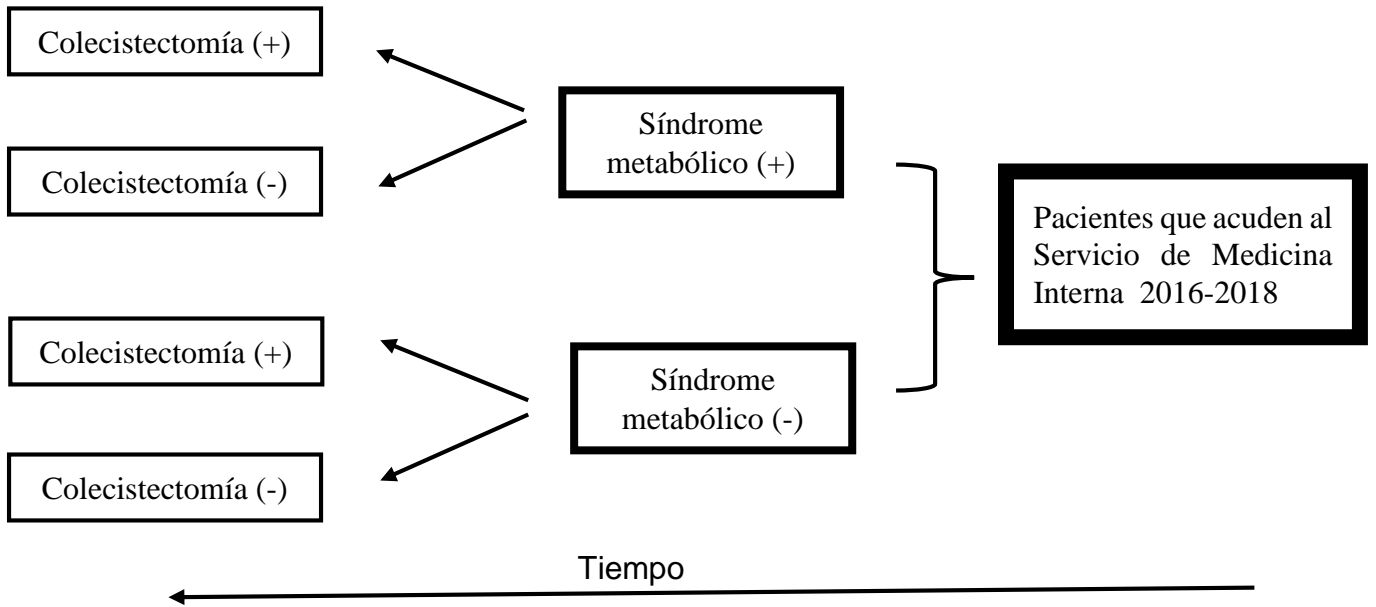 Colecistectomía (+)
Colecistectomía (-)
Síndrome
metabólico (+)
Pacientes que acuden al
Servicio de Medicina
Interna 2016-2018
Colecistectomía (+)
Colecistectomía (-)
Síndrome
metabólico (-)
Tiempo